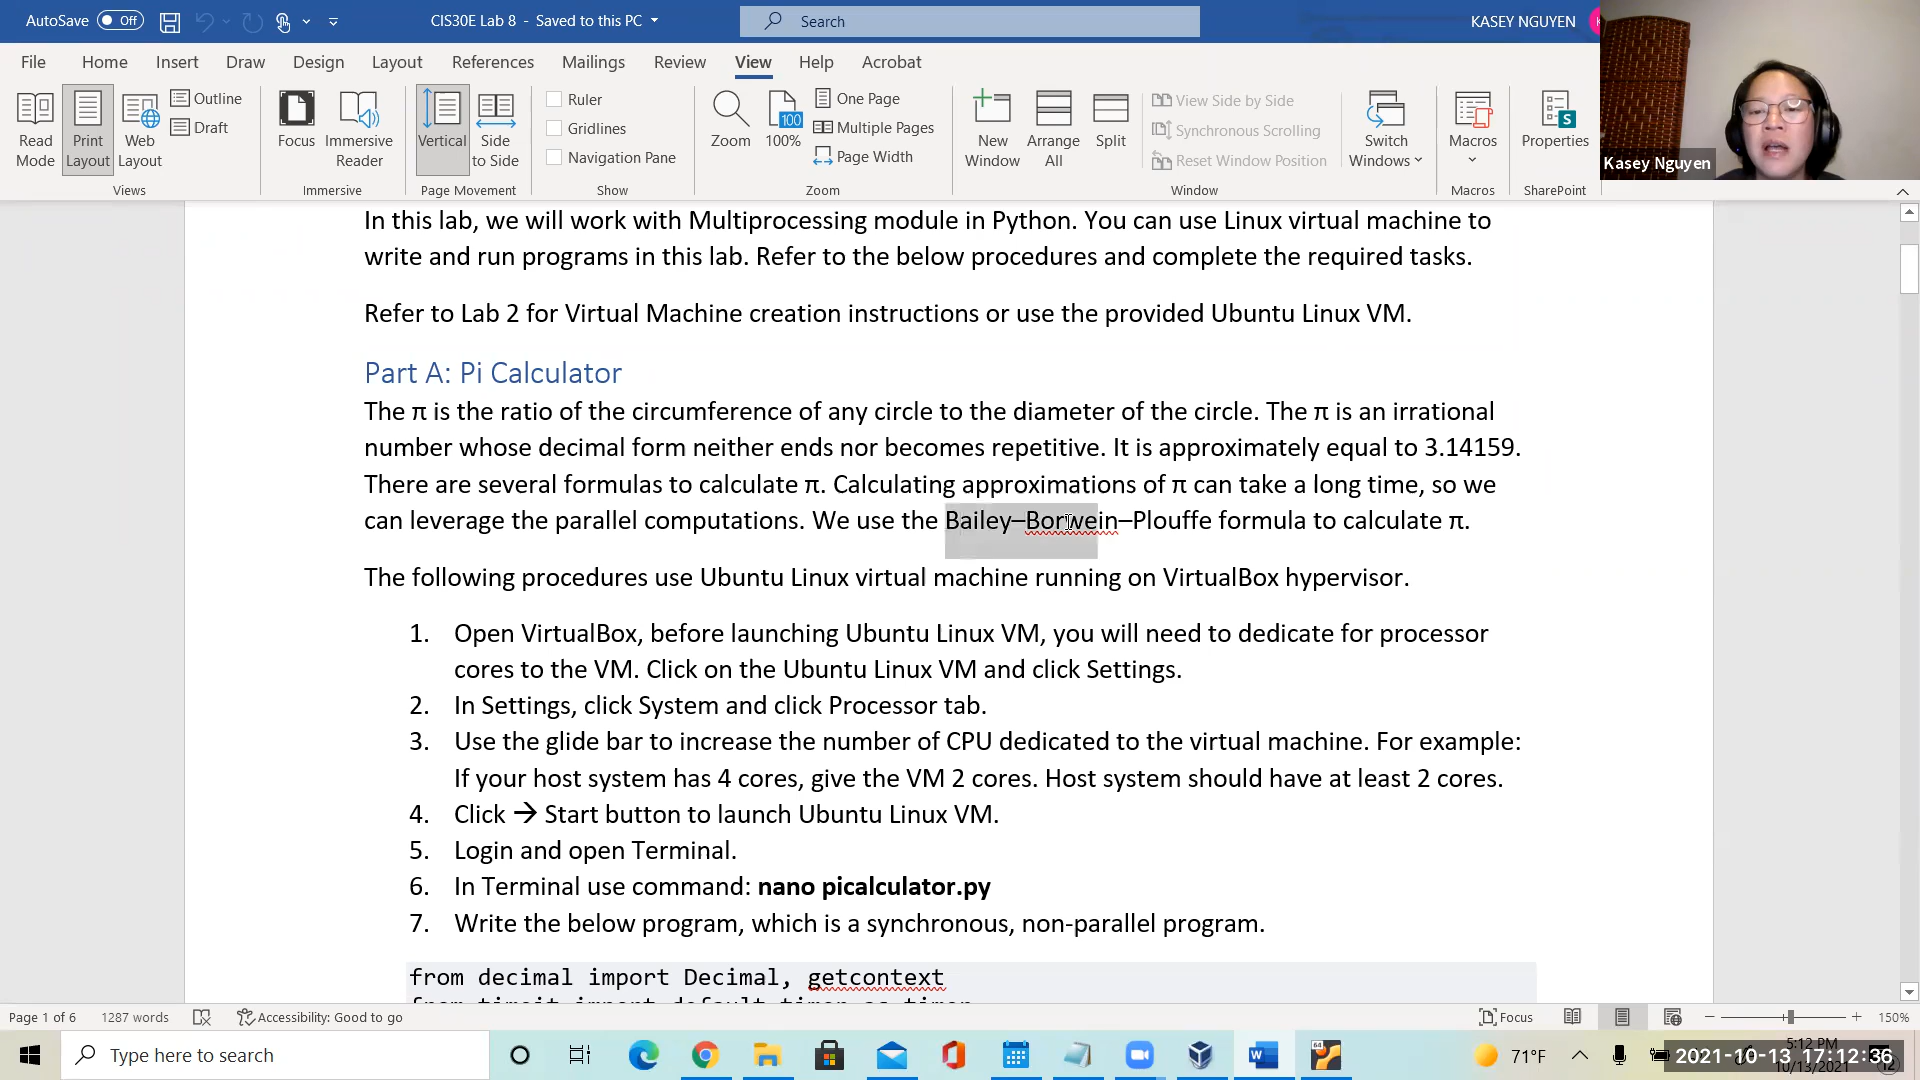 AutoSave Off CIS30E Lab 8 - Saved to this PC Search KASEY NGUYEN
File Home Insert Draw Design Layout References Mailings Review View Help Acrobat
Read Mode
Print Layout
Web Layout
Outline
Draft
Views
Focus
Immersive Reader
Immersive
Vertical
Side to Side
Page Movement
Ruler
Gridlines
Navigation Pane
Show
Zoom
100
100%
One Page
Multiple Pages
Page Width
Zoom
New Window
Arrange All
Split
View Side by Side
Synchronous Scrolling
Reset Window Position
Switch Windows
Window
Macros
Macros
Properties
SharePoint
Kasey Nguyen
In this lab, we will work with Multiprocessing module in Python. You can use Linux virtual machine to
write and run programs in this lab. Refer to the below procedures and complete the required tasks.
Refer to Lab 2 for Virtual Machine creation instructions or use the provided Ubuntu Linux VM.
Part A: Pi Calculator
The π is the ratio of the circumference of any circle to the diameter of the circle. The π is an irrational
number whose decimal form neither ends nor becomes repetitive. It is approximately equal to 3.14159.
There are several formulas to calculate π. Calculating approximations of π can take a long time, so we
can leverage the parallel computations. We use the Bailey–Borwein–Plouffe formula to calculate π.
The following procedures use Ubuntu Linux virtual machine running on VirtualBox hypervisor.
1. Open VirtualBox, before launching Ubuntu Linux VM, you will need to dedicate for processor
cores to the VM. Click on the Ubuntu Linux VM and click Settings.
2. In Settings, click System and click Processor tab.
3. Use the glide bar to increase the number of CPU dedicated to the virtual machine. For example:
If your host system has 4 cores, give the VM 2 cores. Host system should have at least 2 cores.
4. Click → Start button to launch Ubuntu Linux VM.
5. Login and open Terminal.
6. In Terminal use command: nano picalculator.py
7. Write the below program, which is a synchronous, non-parallel program.
from decimal import Decimal, getcontext
from timeit import default_timer as timer
Page 1 of 6 1287 words Accessibility: Good to go Focus 150%
Type here to search 71°F 5:12 PM
2021-10-13 17:12:36
10/13/2021